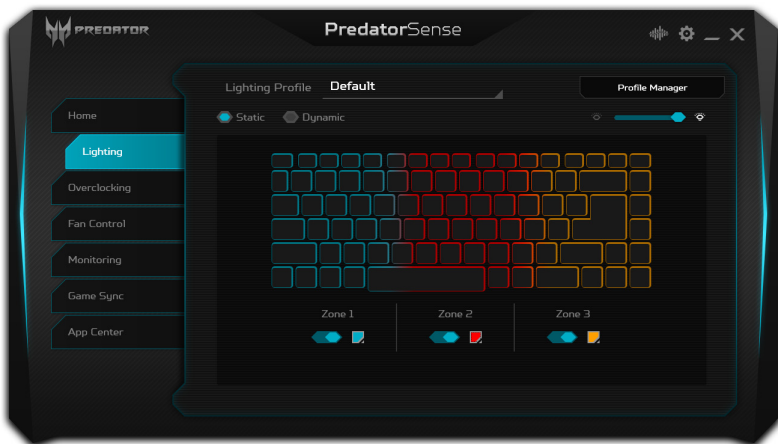 PREDATOR
PredatorSense
Lighting Profile Default
Profile Manager
Static Dynamic
Home
Lighting
Overclocking
Fan Control
Monitoring
Game Sync
App Center
Zone 1 Zone 2 Zone 3